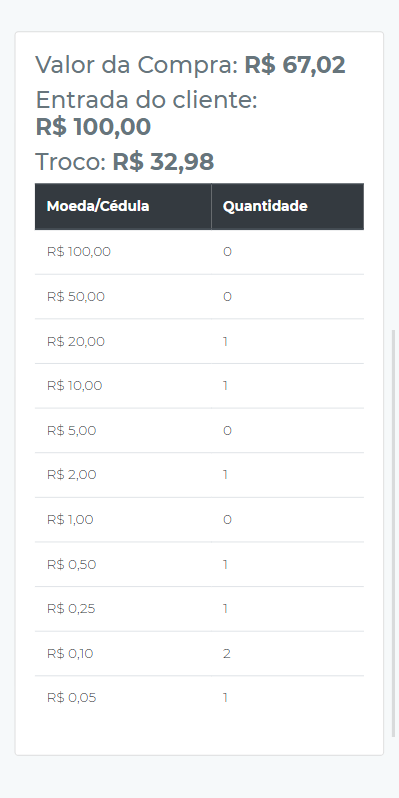 Valor da Compra: R$ 67,02
Entrada do cliente:
R$ 100,00
Troco: R$ 32,98
Moeda/Cédula Quantidade
R$ 100,00 0
R$ 50,00 0
R$ 20,00 1
R$ 10,00 1
R$ 5,00 0
R$ 2,00 1
R$ 1,00 0
R$ 0,50 1
R$ 0,25 1
R$ 0,10 2
R$ 0,05 1